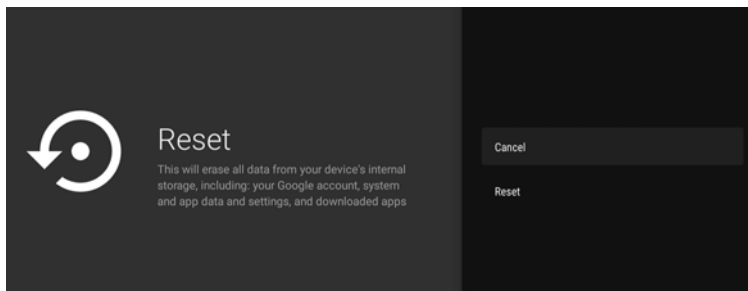 Reset
This will erase all data from your device's internal
storage, including: your Google account, system
and app data and settings, and downloaded apps
Cancel
Reset